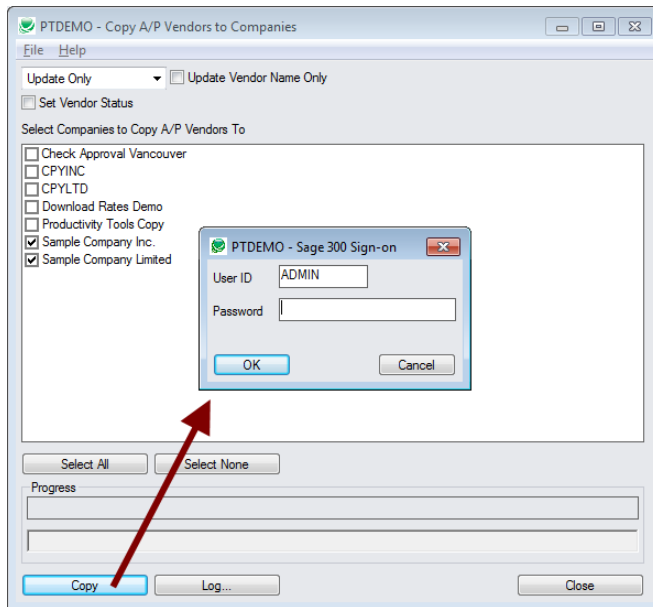 PTDEMO - Copy A/P Vendors to Companies
File Help
Update Only Update Vendor Name Only
Set Vendor Status
Select Companies to Copy A/P Vendors To
Check Approval Vancouver
CPYINC
CPYLTD
Download Rates Demo
Productivity Tools Copy
Sample Company Inc.
Sample Company Limited
PTDEMO - Sage 300 Sign-on
User ID ADMIN
Password
OK Cancel
Select All Select None
Progress
Copy Log... Close